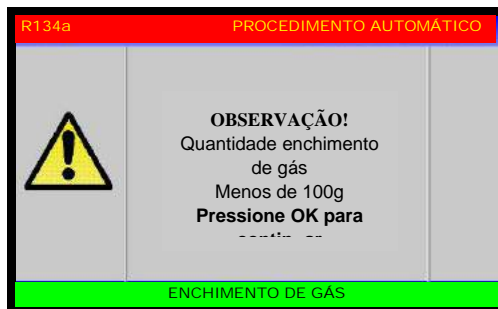 R134a PROCEDIMENTO AUTOMÁTICO
OBSERVAÇÃO!
Quantidade enchimento
de gás
Menos de 100g
Pressione OK para
ENCHIMENTO DE GÁS